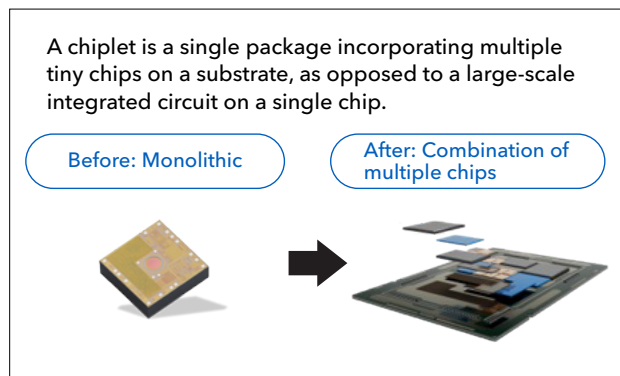 A chiplet is a single package incorporating multiple
tiny chips on a substrate, as opposed to a large-scale
integrated circuit on a single chip.
Before: Monolithic
After: Combination of
multiple chips